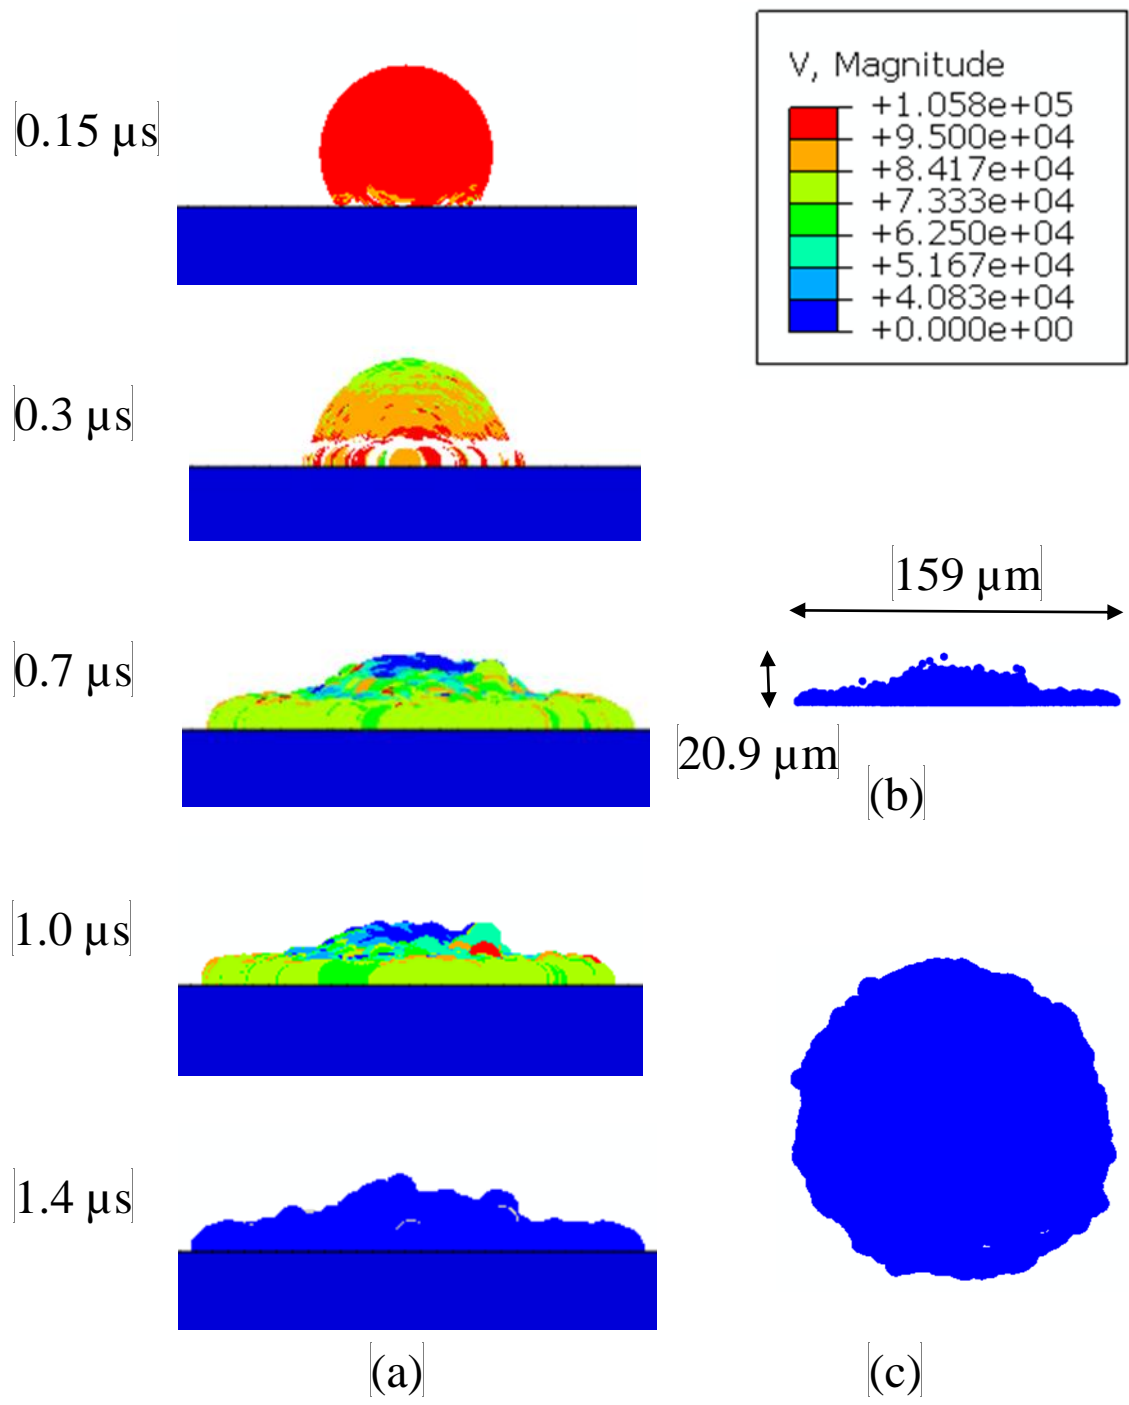 0.15 µs
0.3 µs
0.7 µs
1.0 µs
1.4 µs
(a)
V, Magnitude
+1.058e+05
+9.500e+04
+8.417e+04
+7.333e+04
+6.250e+04
+5.167e+04
+4.083e+04
+0.000e+00
159 µm
20.9 µm
(b)
(c)